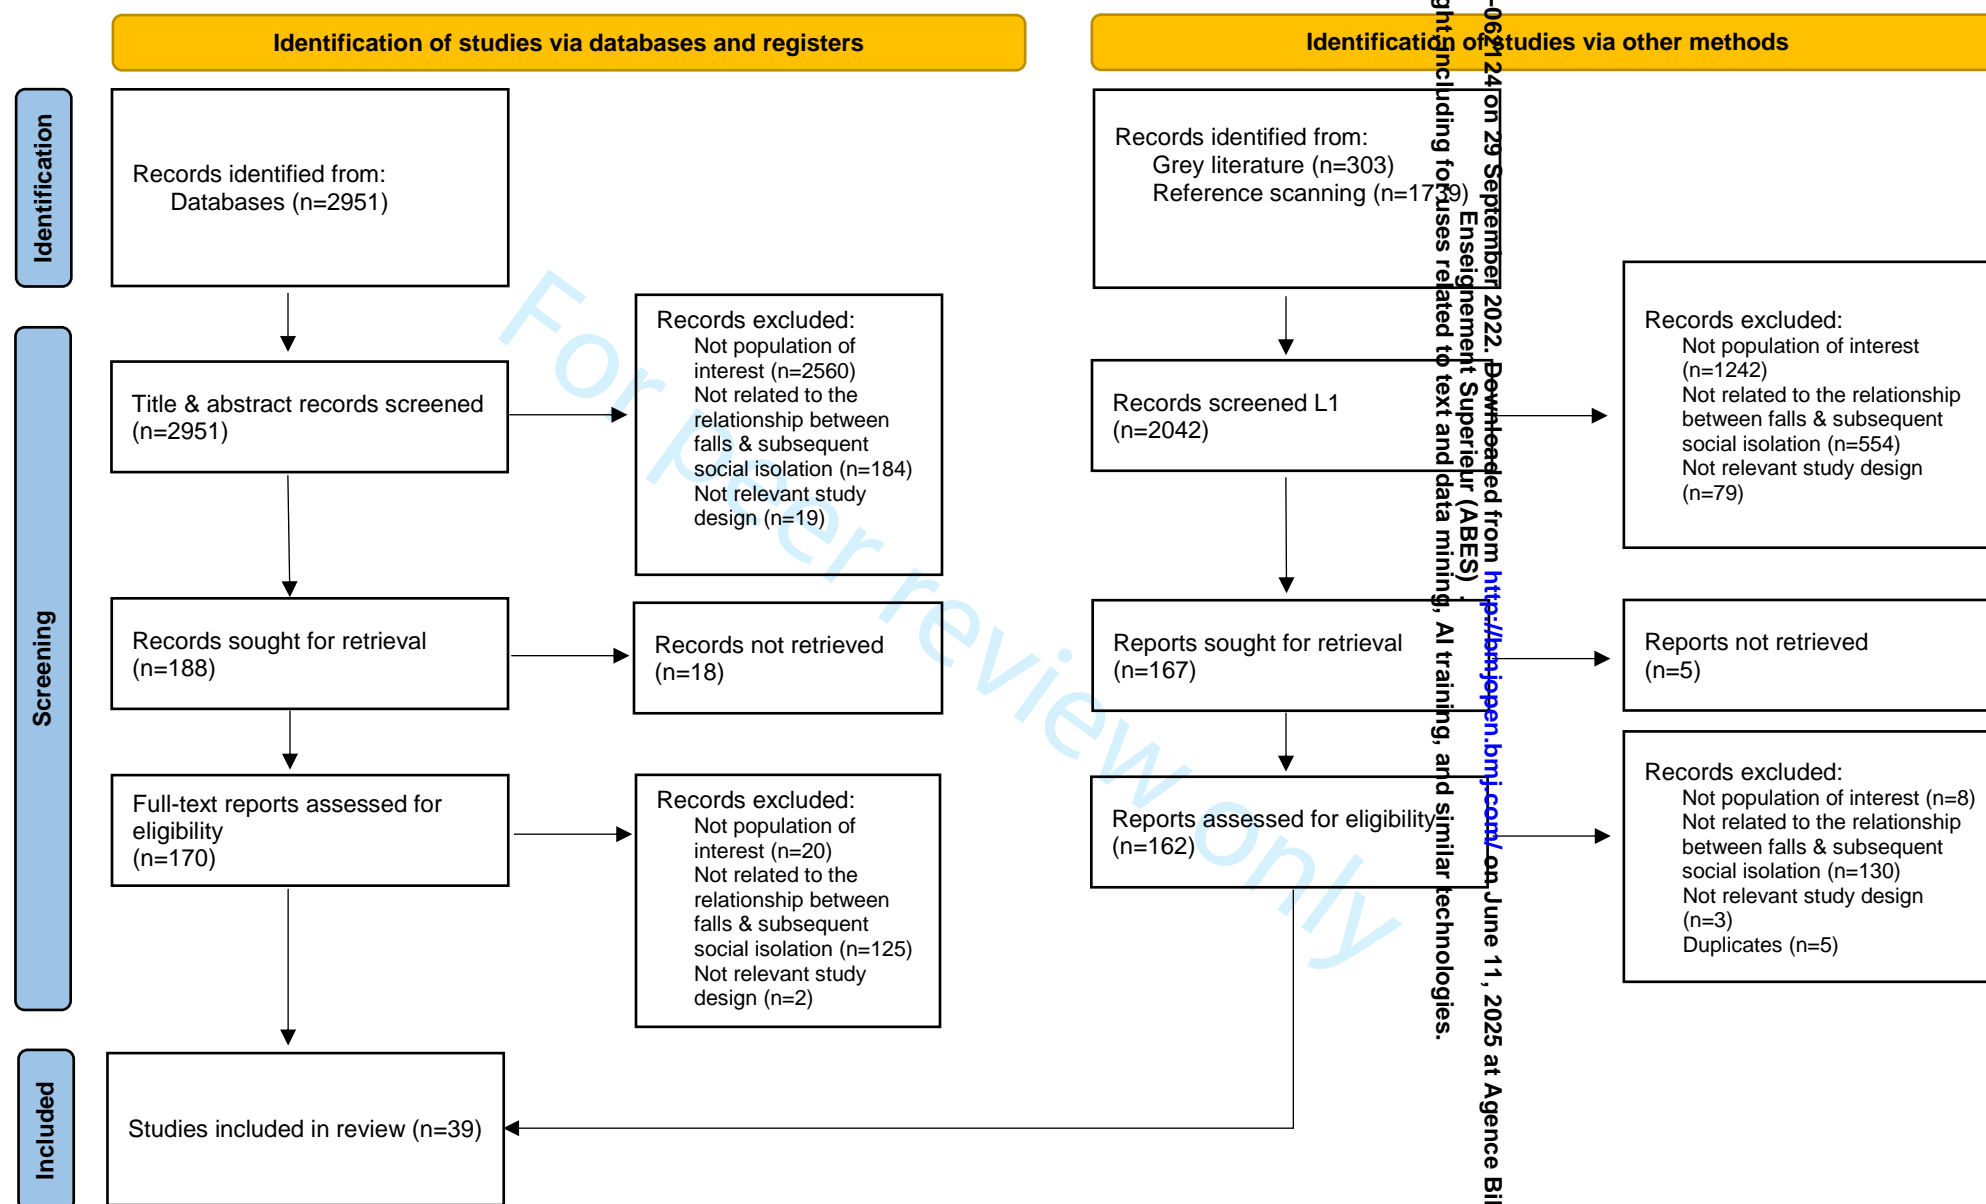 Identification of studies via databases and registers
Identification of studies via other methods
Identification
Records identified from:
Databases (n=2951)
Records identified from:
Grey literature (n=303)
Reference scanning (n=1739)
Screening
Title & abstract records screened
(n=2951)
Records excluded:
Not population of
interest (n=2560)
Not related to the
relationship between
falls & subsequent
social isolation (n=184)
Not relevant study
design (n=19)
Records screened L1
(n=2042)
Records excluded:
Not population of interest
(n=1242)
Not related to the relationship
between falls & subsequent
social isolation (n=554)
Not relevant study design
(n=79)
Records sought for retrieval
(n=188)
Records not retrieved
(n=18)
Reports sought for retrieval
(n=167)
Reports not retrieved
(n=5)
Full-text reports assessed for
eligibility
(n=170)
Records excluded:
Not population of
interest (n=20)
Not related to the
relationship between
falls & subsequent
social isolation (n=125)
Not relevant study
design (n=2)
Reports assessed for eligibility
(n=162)
Records excluded:
Not population of interest (n=8)
Not related to the relationship
between falls & subsequent
social isolation (n=130)
Not relevant study design
(n=3)
Duplicates (n=5)
Included
Studies included in review (n=39)
For peer review only
-062124 on 29 September 2022. Downloaded from http://bmjopen.bmj.com/ on June 11, 2025 at Agence
Enseignement Superieur (ABES) .
including for uses related to text and data mining, AI training, and similar technologies.